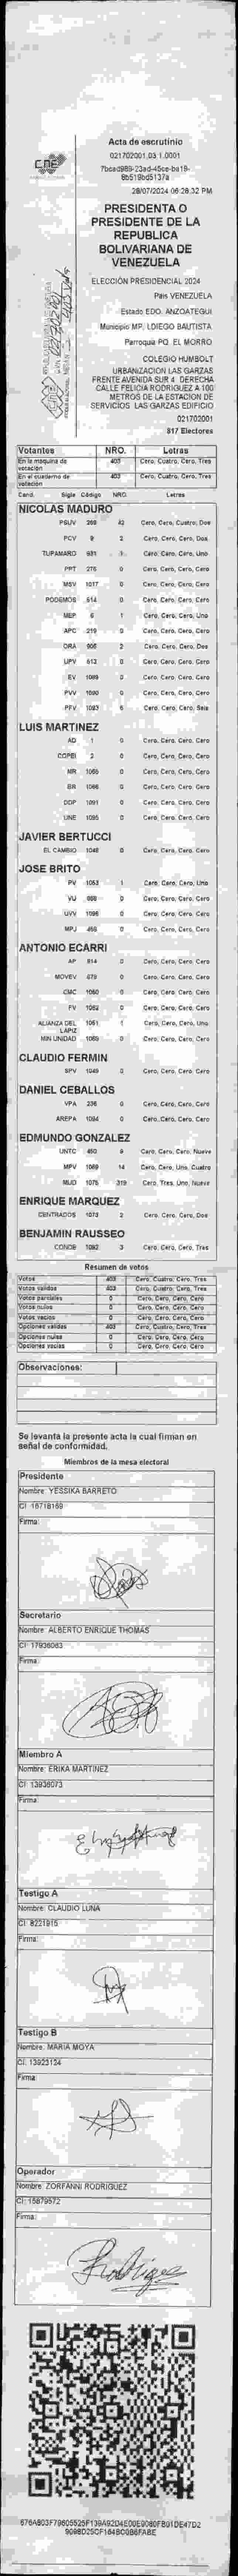 CNE
Acta de escrutinio
021702001.03.1.0001
28/07/2024 06:28:32 PM
PRESIDENTA O
PRESIDENTE DE LA
REPUBLICA
BOLIVARIANA DE
VENEZUELA
ELECCIÓN PRESIDENCIAL 2024
País VENEZUELA
Estado EDO. ANZOATEGUI
Municipio MP. LDIEGO BAUTISTA
Parroquia PQ. EL MORRO
COLEGIO HUMBOLT
URBANIZACION LAS GARZAS
FRENTE AVENIDA SUR 4 DERECHA
CALLE FELICIA RODRIGUEZ A 100
METROS DE LA ESTACION DE
SERVICIOS LAS GARZAS EDIFICIO
021702001
817 Electores
Votantes NRO. Letras
En la maquina de votación 403 Cero, Cuatro, Cero, Tres
En el cuaderno de votación 403 Cero, Cuatro, Cero, Tres
Cand. Sigla Código NRO. Letras
NICOLAS MADURO
PSUV 269 42 Cero, Cero, Cuatro, Dos
PCV 9 2 Cero, Cero, Cero, Dos
TUPAMARO 931 1 Cero, Cero, Cero, Uno
PPT 276 0 Cero, Cero, Cero, Cero
MSV 1017 0 Cero, Cero, Cero, Cero
PODEMOS 514 0 Cero, Cero, Cero, Cero
MEP 6 1 Cero, Cero, Cero, Uno
APC 219 0 Cero, Cero, Cero, Cero
ORA 906 2 Cero, Cero, Cero, Dos
UPV 613 0 Cero, Cero, Cero, Cero
EV 1089 0 Cero, Cero, Cero, Cero
PVV 1090 0 Cero, Cero, Cero, Cero
PFV 1093 6 Cero, Cero, Cero, Seis
LUIS MARTINEZ
AD 1 0 Cero, Cero, Cero, Cero
COPEI 2 0 Cero, Cero, Cero, Cero
MR 1065 0 Cero, Cero, Cero, Cero
BR 1066 0 Cero, Cero, Cero, Cero
DDP 1091 0 Cero, Cero, Cero, Cero
UNE 1095 0 Cero, Cero, Cero, Cero
JAVIER BERTUCCI
EL CAMBIO 1048 0 Cero, Cero, Cero, Cero
JOSE BRITO
PV 1053 1 Cero, Cero, Cero, Uno
VU 888 0 Cero, Cero, Cero, Cero
UVV 1096 0 Cero, Cero, Cero, Cero
MPJ 466 0 Cero, Cero, Cero, Cero
ANTONIO ECARRI
AP 814 0 Cero, Cero, Cero, Cero
MOVEV 679 0 Cero, Cero, Cero, Cero
CMC 1060 0 Cero, Cero, Cero, Cero
FV 1062 0 Cero, Cero, Cero, Cero
ALIANZA DEL LAPIZ 1051 1 Cero, Cero, Cero, Uno
MIN UNIDAD 1069 0 Cero, Cero, Cero, Cero
CLAUDIO FERMIN
SPV 1049 0 Cero, Cero, Cero, Cero
DANIEL CEBALLOS
VPA 236 0 Cero, Cero, Cero, Cero
AREPA 1094 0 Cero, Cero, Cero, Cero
EDMUNDO GONZALEZ
UNTC 450 9 Cero, Cero, Cero, Nueve
MPV 1069 14 Cero, Cero, Uno, Cuatro
MUD 1075 319 Cero, Tres, Uno, Nueve
ENRIQUE MARQUEZ
CENTRADOS 1073 2 Cero, Cero, Cero, Dos
BENJAMIN RAUSSEO
CONDE 1092 3 Cero, Cero, Cero, Tres
Resumen de votos
Votos 403 Cero, Cuatro, Cero, Tres
Votos validos 403 Cero, Cuatro, Cero, Tres
Votos parciales 0 Cero, Cero, Cero, Cero
Votos nulos 0 Cero, Cero, Cero, Cero
Votos vacios 0 Cero, Cero, Cero, Cero
Opciones validas 403 Cero, Cuatro, Cero, Tres
Opciones nulas 0 Cero, Cero, Cero, Cero
Opciones vacias 0 Cero, Cero, Cero, Cero
Observaciones:
Se levanta la presente acta la cual firman en
señal de conformidad.
Miembros de la mesa electoral
Presidente
Nombre: YESSIKA BARRETO
CI: 16718169
Firma:
Secretario
Nombre: ALBERTO ENRIQUE THOMAS
CI: 17936063
Firma:
Miembro A
Nombre: ERIKA MARTINEZ
CI: 13936073
Firma:
Testigo A
Nombre: CLAUDIO LUNA
CI: 8221915
Firma:
Testigo B
Nombre: MARIA MOYA
CI: 13923124
Firma:
Operador
Nombre: ZORFANNI RODRIGUEZ
CI: 15879572
Firma: